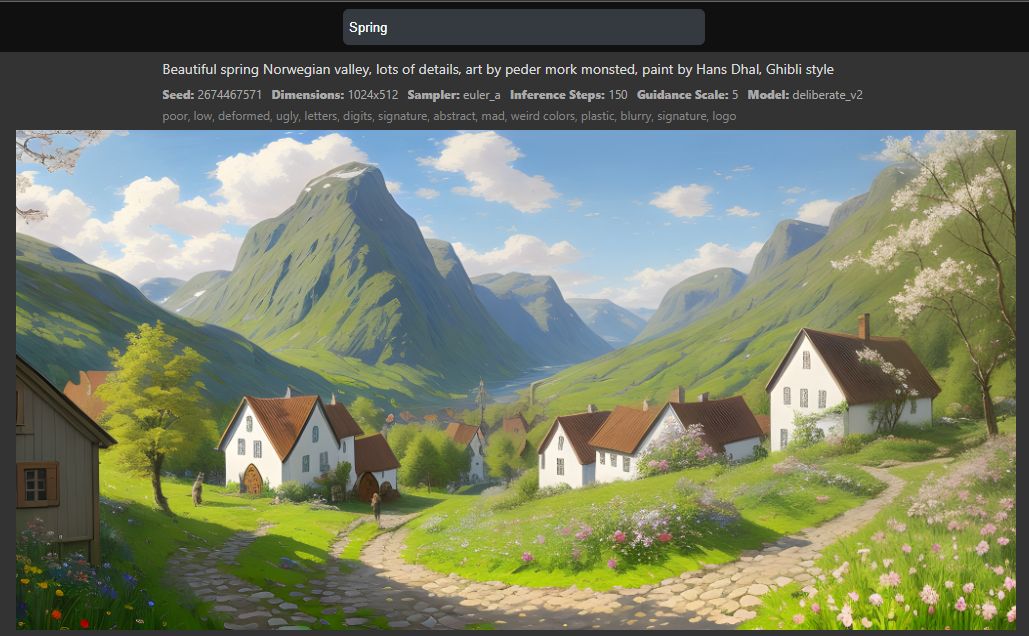 Spring
Beautiful spring Norwegian valley, lots of details, art by peder mork monsted, paint by Hans Dhal, Ghibli style
Seed: 2674467571 Dimensions: 1024x512 Sampler: euler_a Inference Steps: 150 Guidance Scale: 5 Model: deliberate_v2
poor, low, deformed, ugly, letters, digits, signature, abstract, mad, weird colors, plastic, blurry, signature, logo